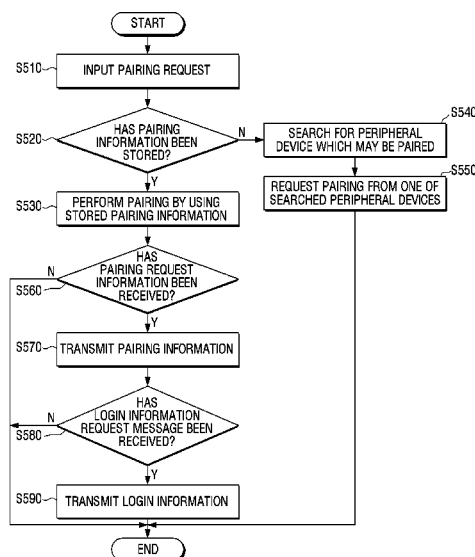 START
S510
INPUT PAIRING REQUEST
S520
HAS PAIRING
INFORMATION BEEN
STORED?
N
S540
SEARCH FOR PERIPHERAL
DEVICE WHICH MAY BE PAIRED
Y
S550
REQUEST PAIRING FROM ONE OF
SEARCHED PERIPHERAL DEVICES
S530
PERFORM PAIRING BY USING
STORED PAIRING INFORMATION
N
HAS
PAIRING REQUEST
INFORMATION BEEN
RECEIVED?
S560
Y
S570
TRANSMIT PAIRING INFORMATION
N
HAS
LOGIN INFORMATION
REQUEST MESSAGE BEEN
RECEIVED?
S580
Y
S590
TRANSMIT LOGIN INFORMATION
END